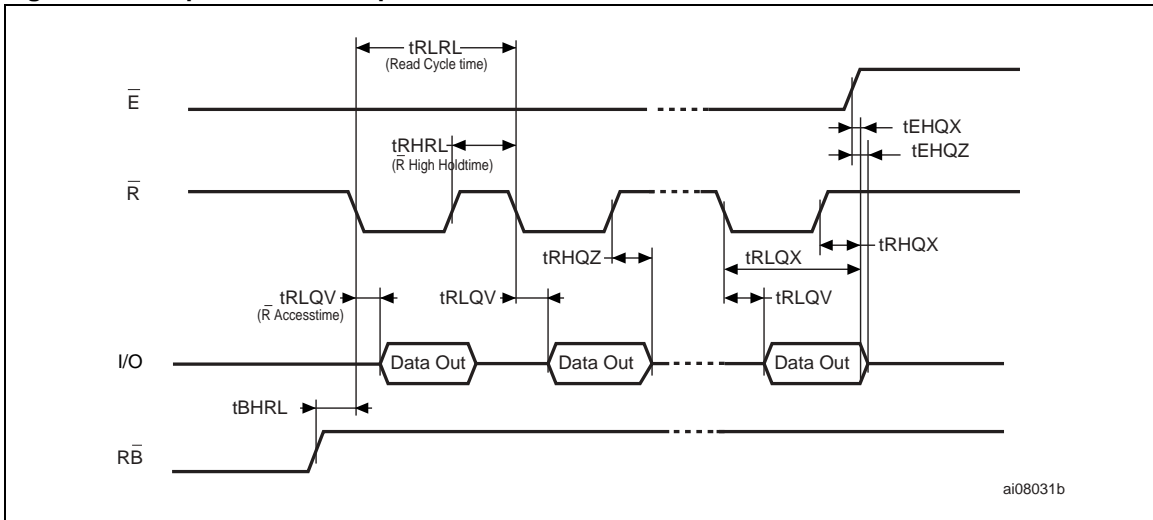 tRLRL
(Read Cycle time)
E̅
tEHQX
tRHRL
tEHQZ
(R̅ High Holdtime)
R̅
tRHQX
tRHQZ
tRLQX
tRLQV
tRLQV
tRLQV
(R̅ Accesstime)
I/O
Data Out
Data Out
Data Out
tBHRL
RB̅
ai08031b